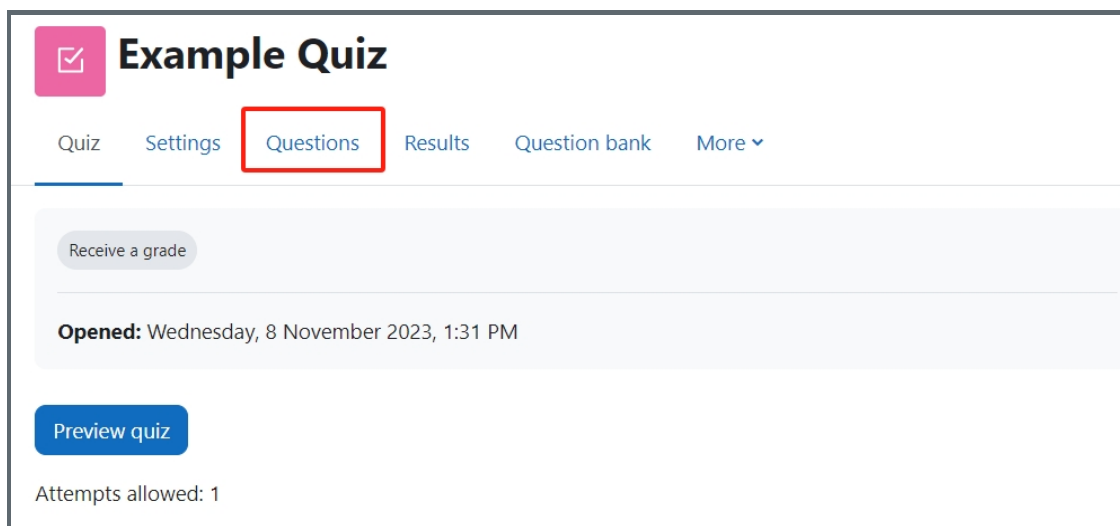 Example Quiz
Quiz Settings Questions Results Question bank More
Receive a grade
Opened: Wednesday, 8 November 2023, 1:31 PM
Preview quiz
Attempts allowed: 1